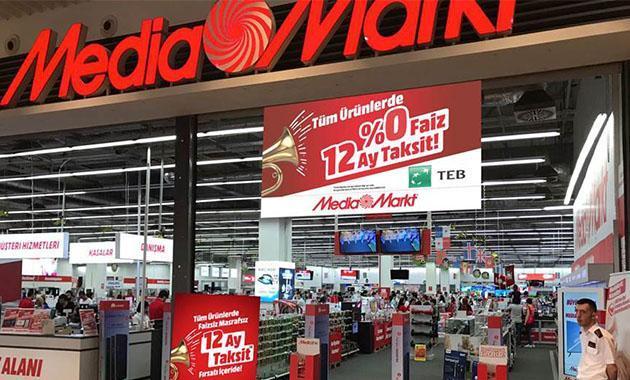 MediaMarkt
Tüm Ürünlerde
%0 Faiz
12 Ay Taksit!
TEB
MediaMarkt
MÜŞTERİ HİZMETLERİ
KASALAR
DANIŞMA
Tüm Ürünlerde
Faizsiz Masrafsız
12 Ay
Taksit
Fırsatı İçeride!
ALANI
Markt